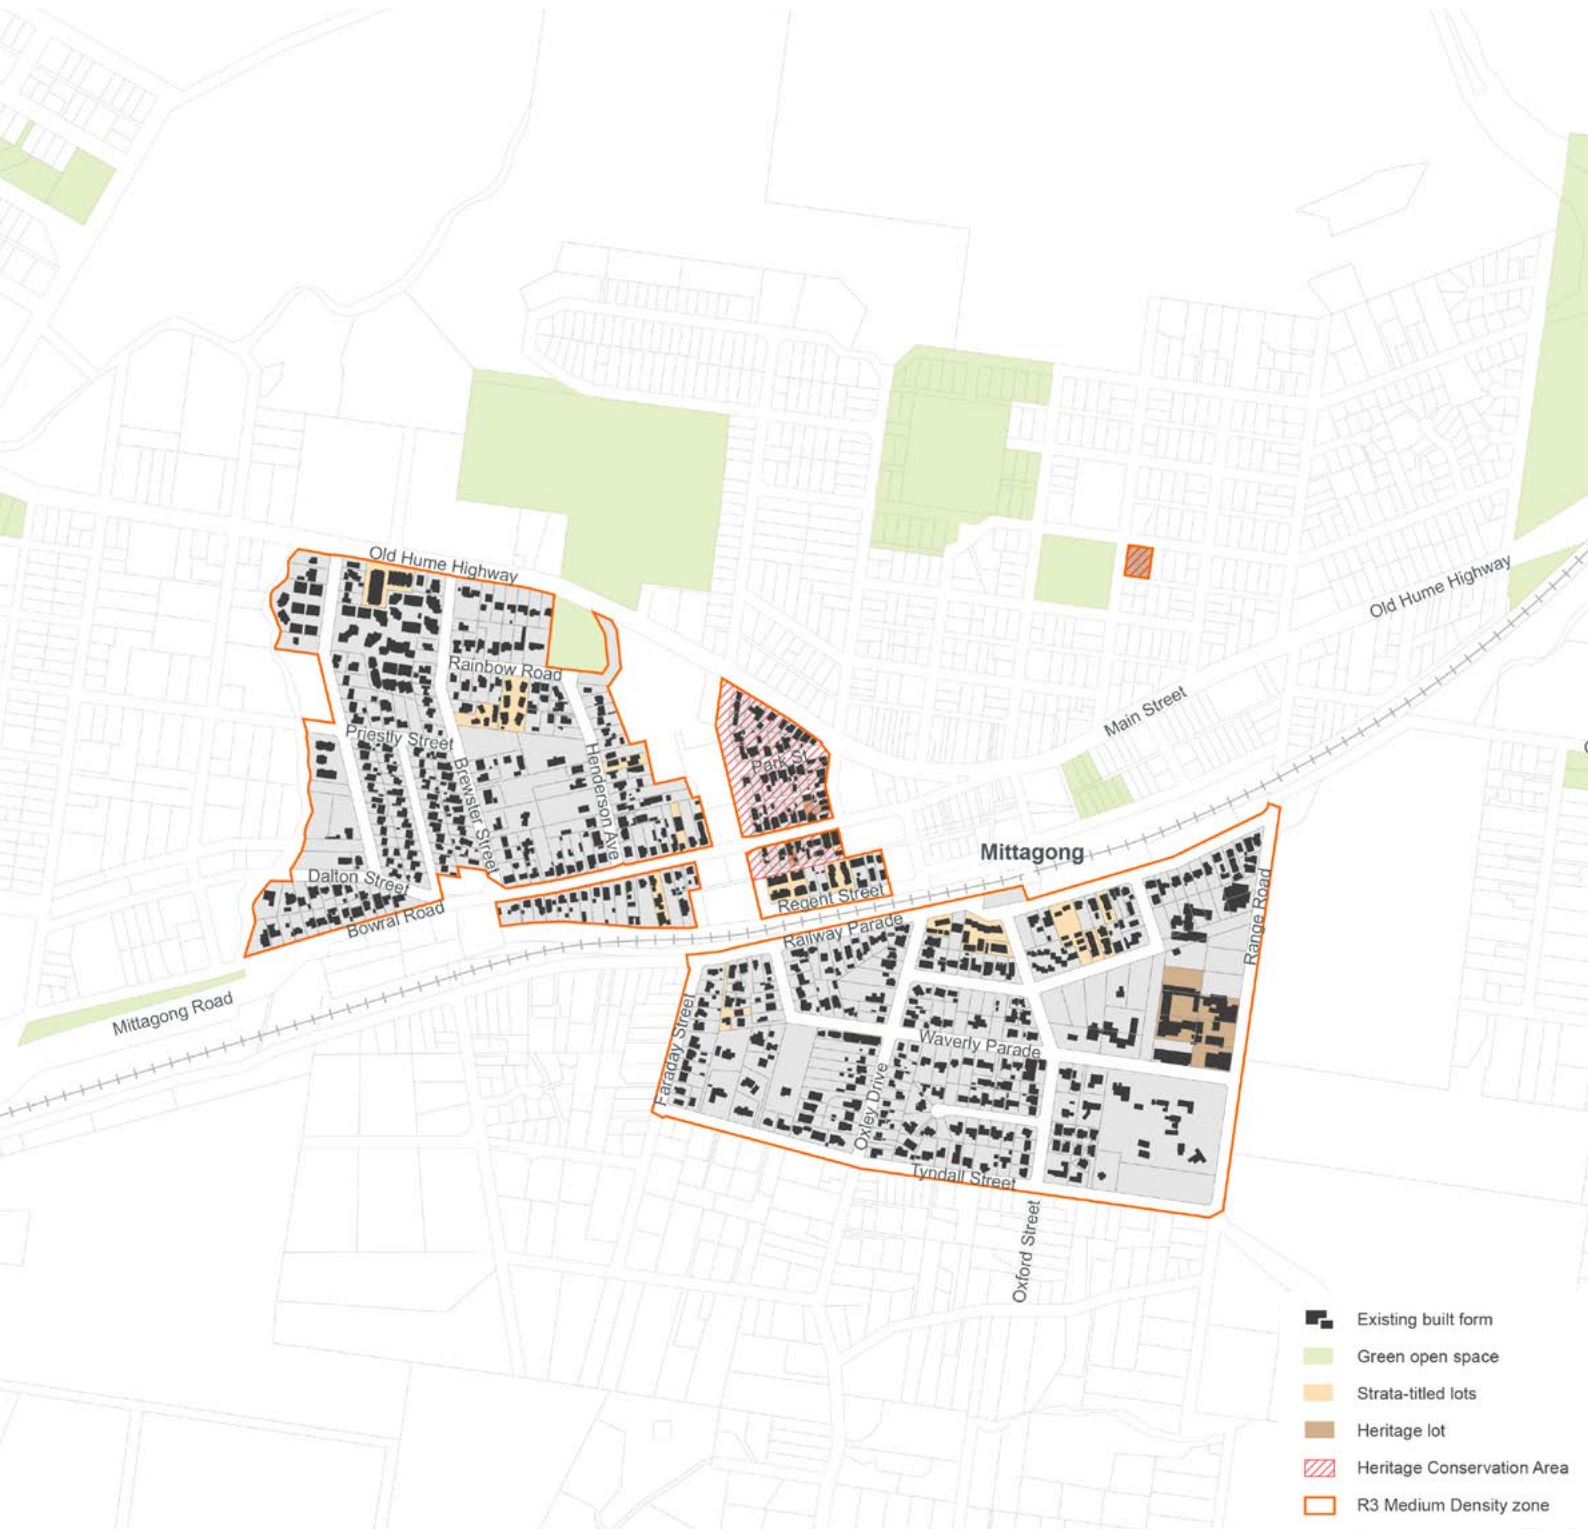 Old Hume Highway
Old Hume Highway
Rainbow Road
Main Street
Priestly Street
Park St
Henderson Ave
Brewster Street
Mittagong
Dalton Street
Regent Street
Range Road
Bowral Road
Railway Parade
Mittagong Road
Faraday Street
Waverly Parade
Oxley Drive
Tyndall Street
Oxford Street
Existing built form
Green open space
Strata-titled lots
Heritage lot
Heritage Conservation Area
R3 Medium Density zone